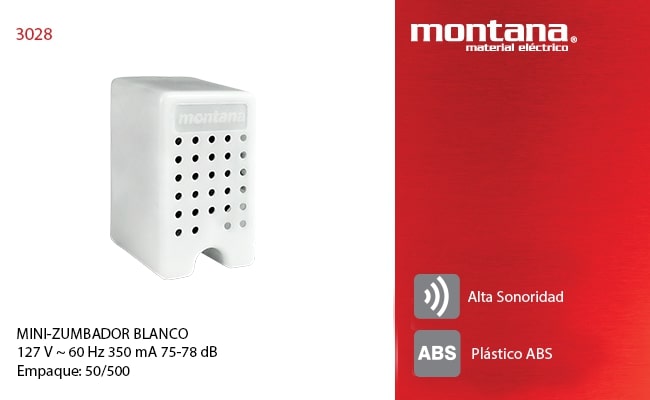 3028
montana®
material eléctrico
montana
Alta Sonoridad
ABS
Plástico ABS
MINI-ZUMBADOR BLANCO
127 V ~ 60 Hz 350 mA 75-78 dB
Empaque: 50/500